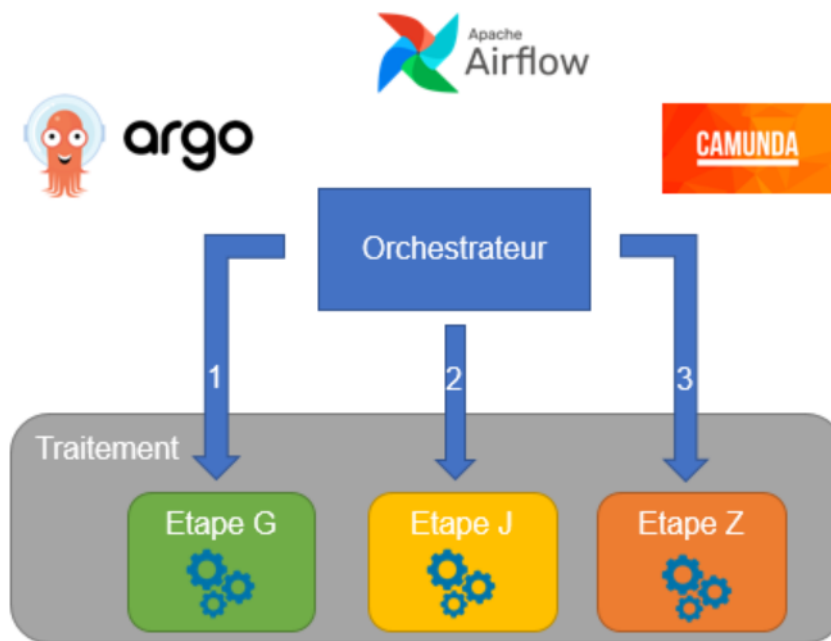 Apache
Airflow
argo
CAMUNDA
Orchestrateur
1
2
3
Traitement
Etape G
Etape J
Etape Z